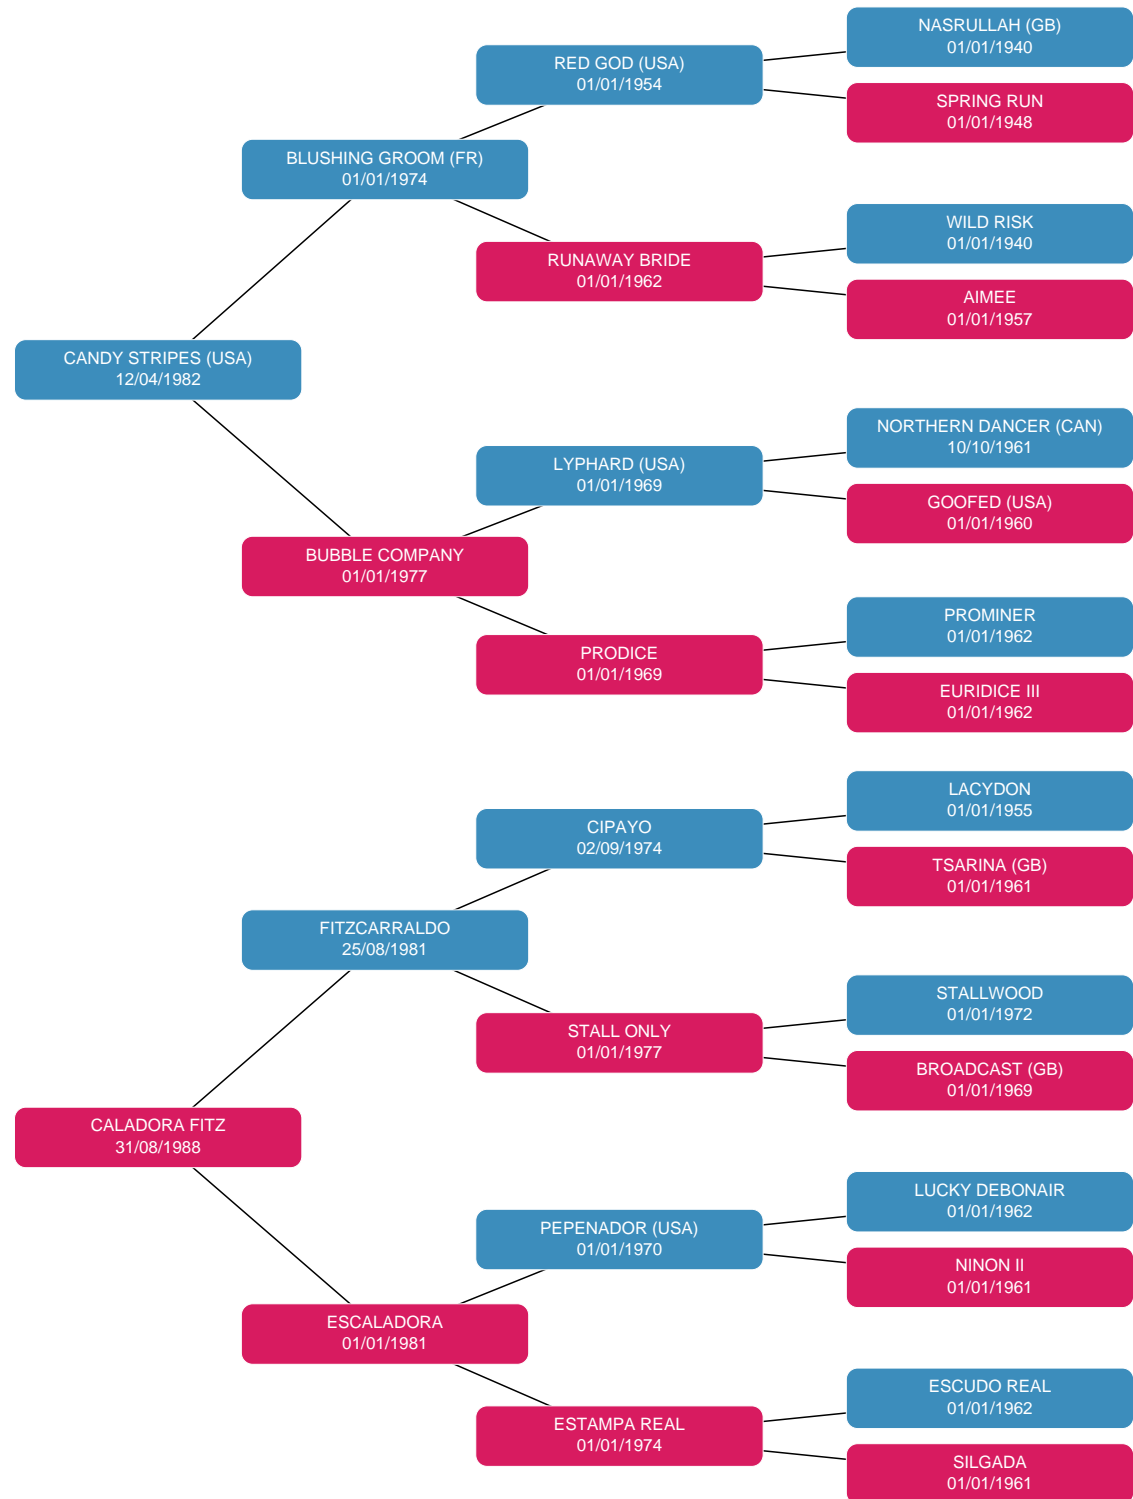 NASRULLAH (GB)
01/01/1940
RED GOD (USA)
01/01/1954
SPRING RUN
01/01/1948
BLUSHING GROOM (FR)
01/01/1974
WILD RISK
01/01/1940
RUNAWAY BRIDE
01/01/1962
AIMEE
01/01/1957
CANDY STRIPES (USA)
12/04/1982
NORTHERN DANCER (CAN)
10/10/1961
LYPHARD (USA)
01/01/1969
GOOFED (USA)
01/01/1960
BUBBLE COMPANY
01/01/1977
PROMINER
01/01/1962
PRODICE
01/01/1969
EURIDICE III
01/01/1962
LACYDON
01/01/1955
CIPAYO
02/09/1974
TSARINA (GB)
01/01/1961
FITZCARRALDO
25/08/1981
STALLWOOD
01/01/1972
STALL ONLY
01/01/1977
BROADCAST (GB)
01/01/1969
CALADORA FITZ
31/08/1988
LUCKY DEBONAIR
01/01/1962
PEPENADOR (USA)
01/01/1970
NINON II
01/01/1961
ESCALADORA
01/01/1981
ESCUDO REAL
01/01/1962
ESTAMPA REAL
01/01/1974
SILGADA
01/01/1961